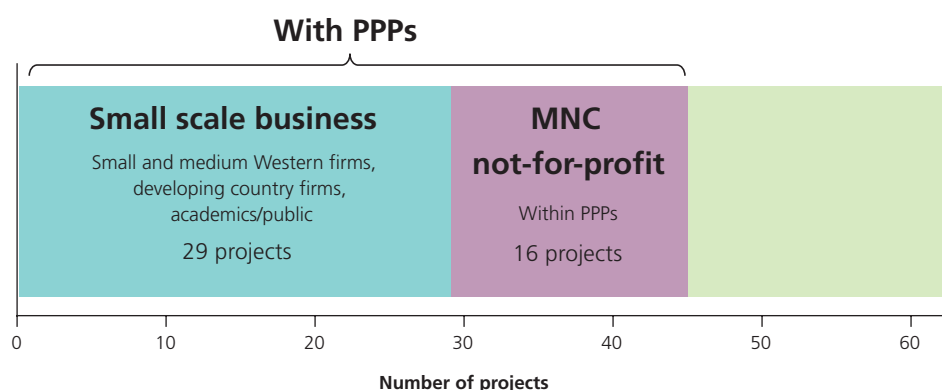 With PPPs
Small scale business
Small and medium Western firms,
developing country firms,
academics/public
29 projects
MNC
not-for-profit
Within PPPs
16 projects
0 10 20 30 40 50 60
Number of projects